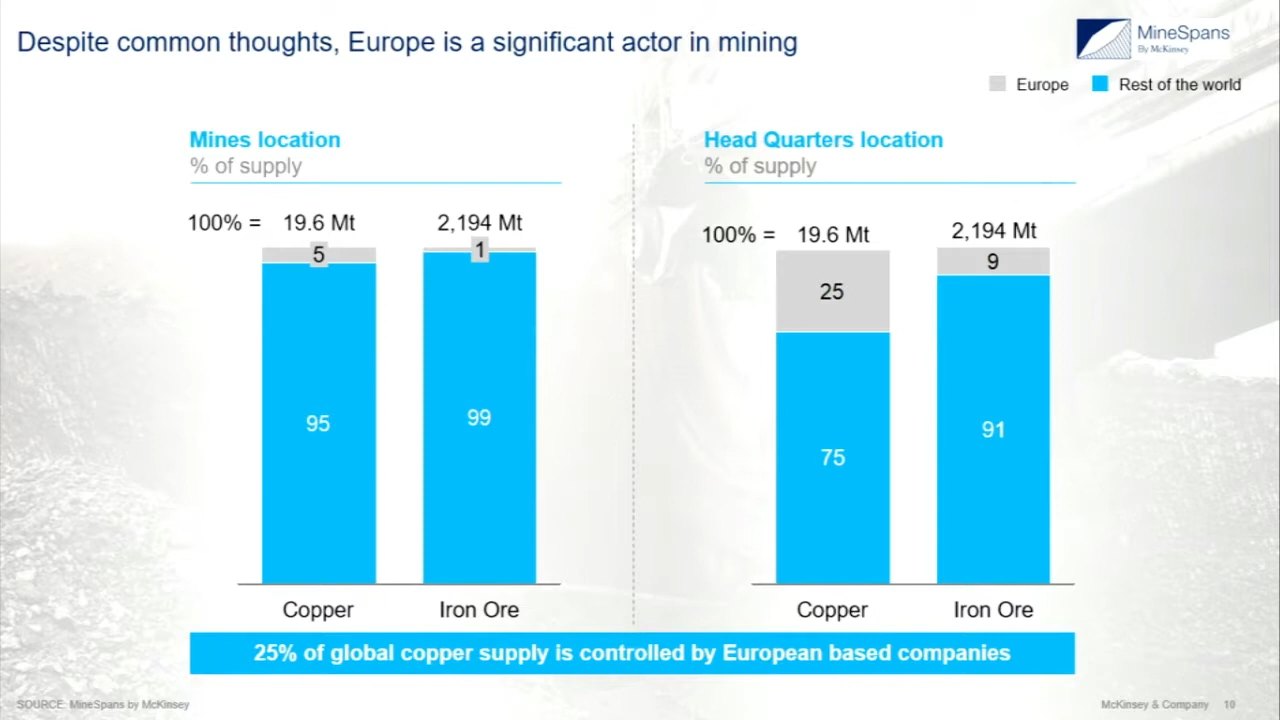 Despite common thoughts, Europe is a significant actor in mining
MineSpans
By McKinsey
Europe
Rest of the world
Mines location
% of supply
100% = 19.6 Mt 2,194 Mt
5 1
95 99
Copper Iron Ore
Head Quarters location
% of supply
100% = 19.6 Mt 2,194 Mt
25 9
75 91
Copper Iron Ore
25% of global copper supply is controlled by European based companies
SOURCE: MineSpans by McKinsey
McKinsey & Company 10